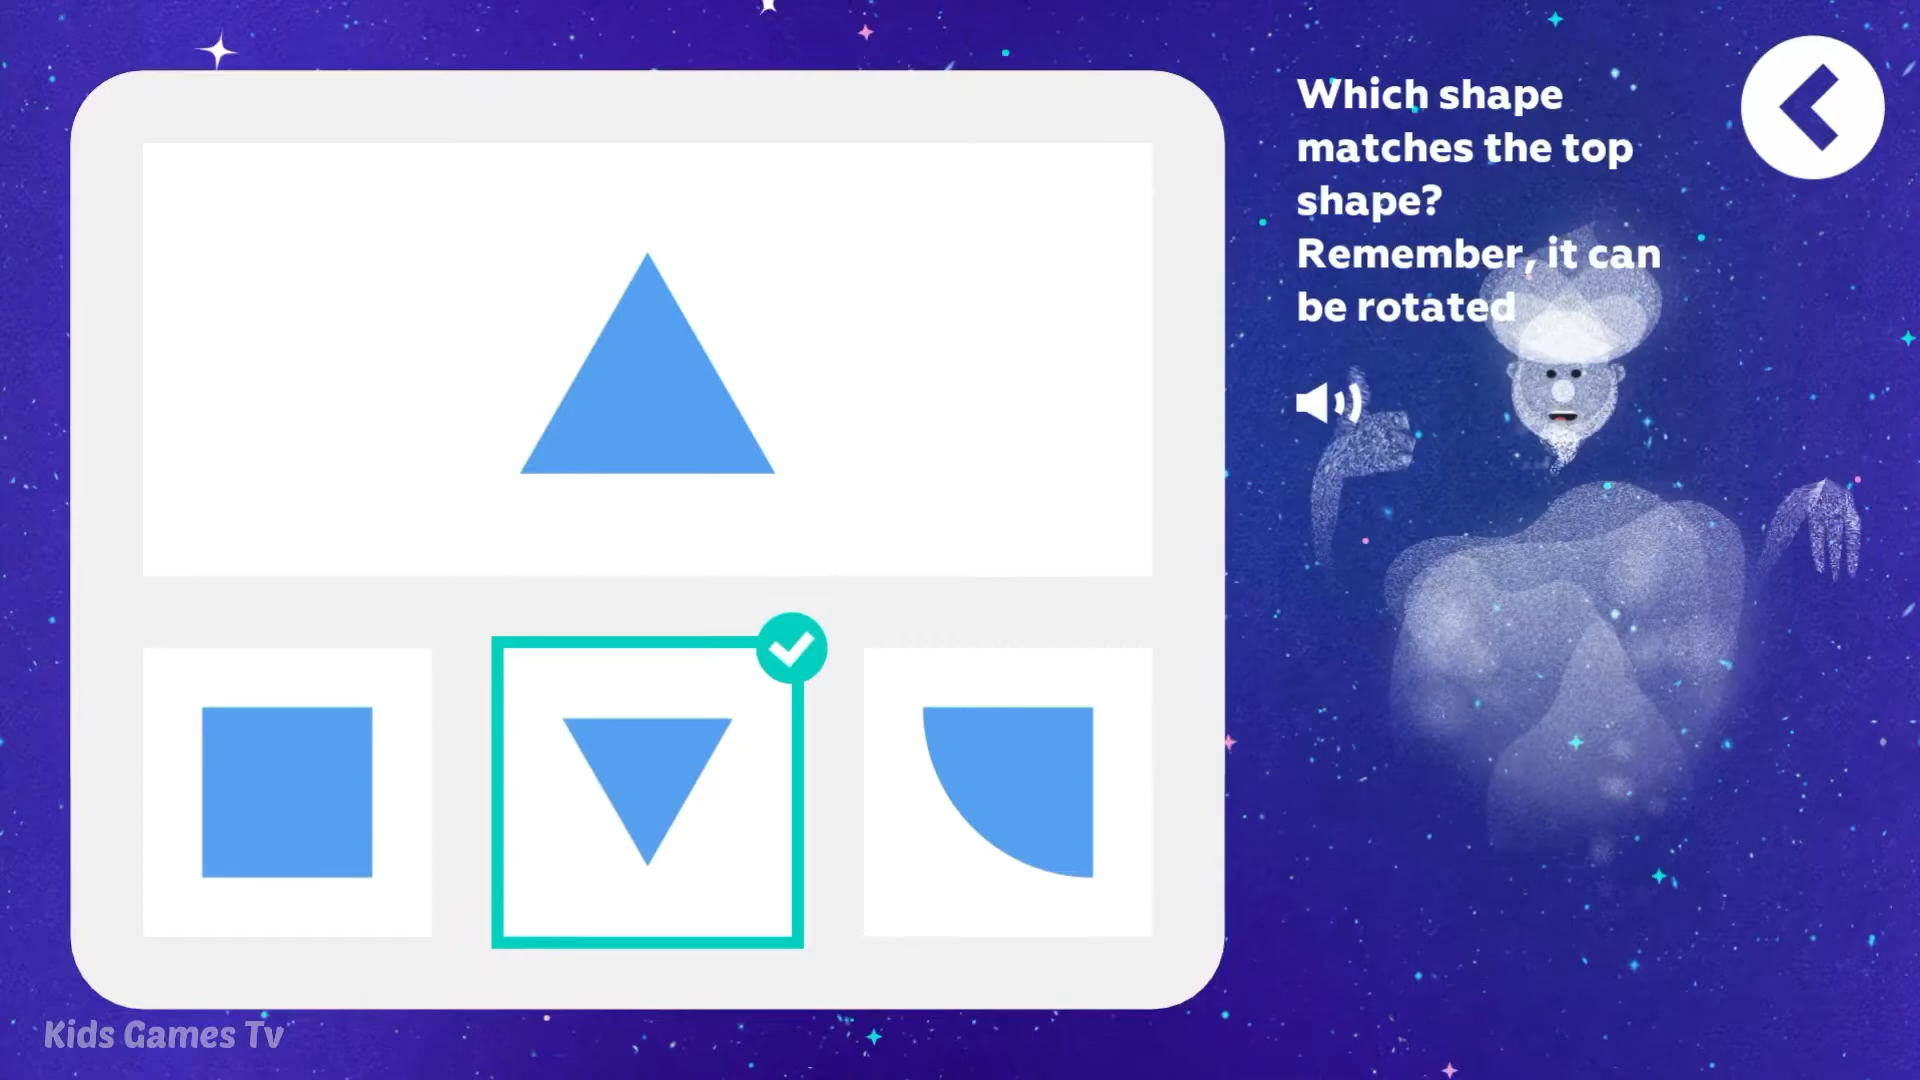 Which shape
matches the top
shape?
Remember, it can
be rotated
Kids Games Tv